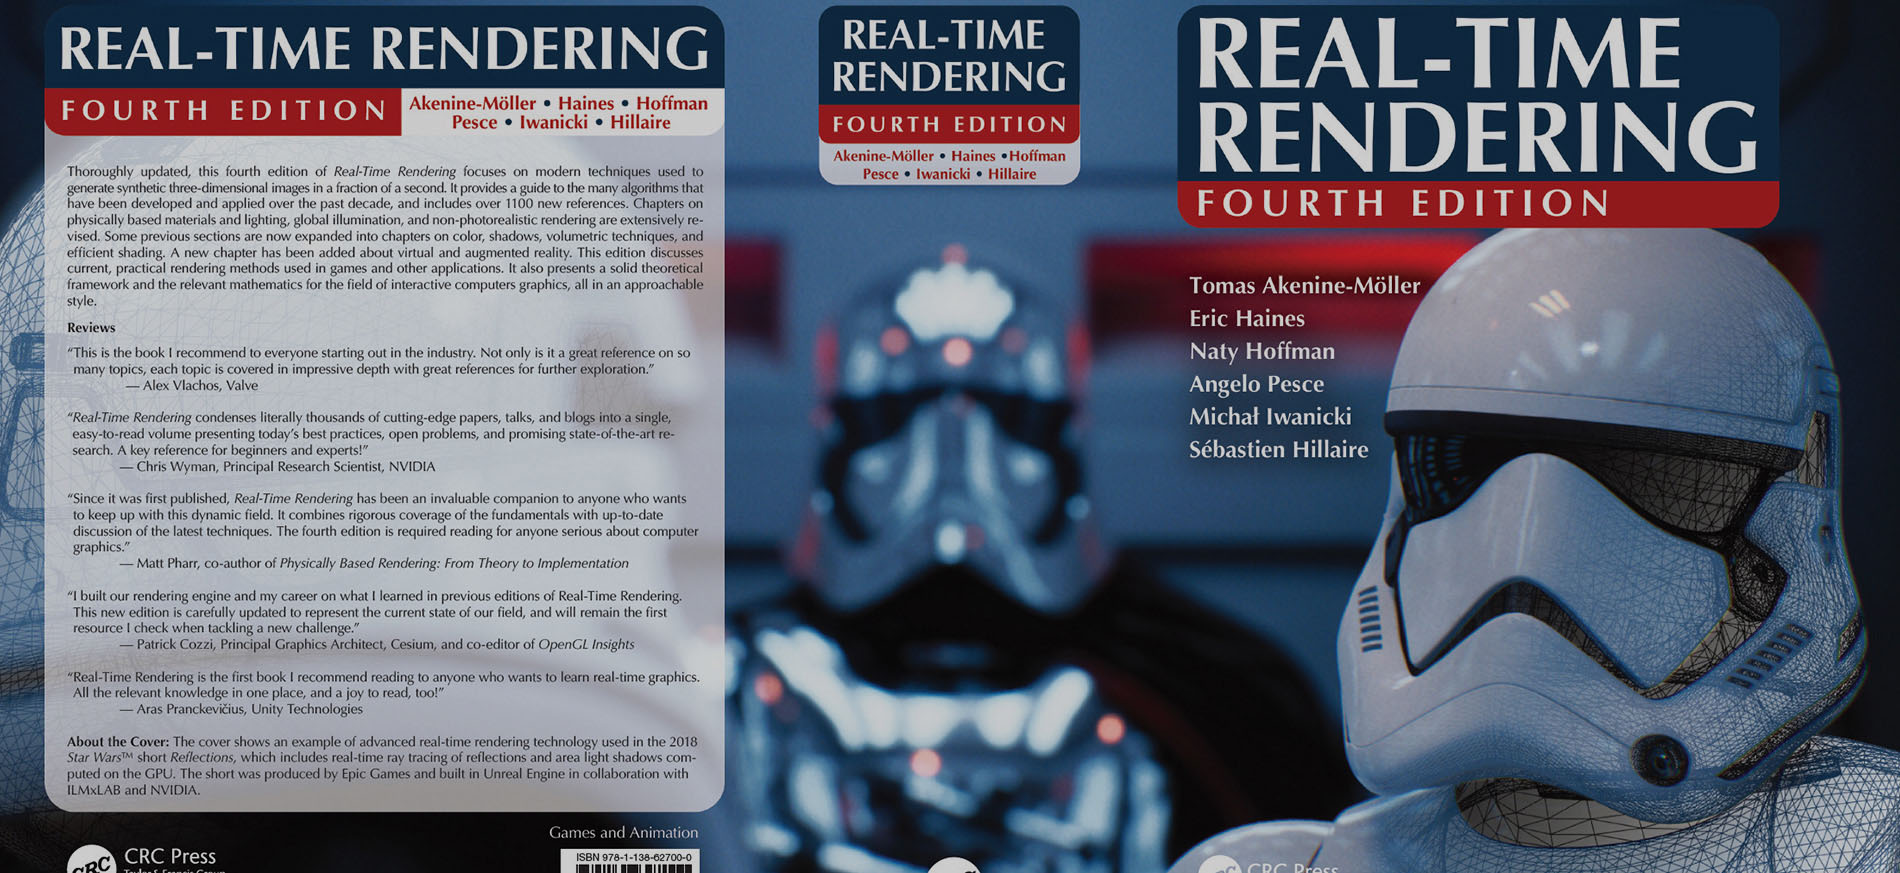 REAL-TIME RENDERING
FOURTH EDITION
Akenine-Möller • Haines • Hoffman
Pesce • Iwanicki • Hillaire
Thoroughly updated, this fourth edition of Real-Time Rendering focuses on modern techniques used to
generate synthetic three-dimensional images in a fraction of a second. It provides a guide to the many algorithms that
have been developed and applied over the past decade, and includes over 1100 new references. Chapters on
physically based materials and lighting, global illumination, and non-photorealistic rendering are extensively re-
vised. Some previous sections are now expanded into chapters on color, shadows, volumetric techniques, and
efficient shading. A new chapter has been added about virtual and augmented reality. This edition discusses
current, practical rendering methods used in games and other applications. It also presents a solid theoretical
framework and the relevant mathematics for the field of interactive computers graphics, all in an approachable
style.
Reviews
“This is the book I recommend to everyone starting out in the industry. Not only is it a great reference on so
many topics, each topic is covered in impressive depth with great references for further exploration.”
— Alex Vlachos, Valve
“Real-Time Rendering condenses literally thousands of cutting-edge papers, talks, and blogs into a single,
easy-to-read volume presenting today’s best practices, open problems, and promising state-of-the-art re-
search. A key reference for beginners and experts!”
— Chris Wyman, Principal Research Scientist, NVIDIA
“Since it was first published, Real-Time Rendering has been an invaluable companion to anyone who wants
to keep up with this dynamic field. It combines rigorous coverage of the fundamentals with up-to-date
discussion of the latest techniques. The fourth edition is required reading for anyone serious about computer
graphics.”
— Matt Pharr, co-author of Physically Based Rendering: From Theory to Implementation
“I built our rendering engine and my career on what I learned in previous editions of Real-Time Rendering.
This new edition is carefully updated to represent the current state of our field, and will remain the first
resource I check when tackling a new challenge.”
— Patrick Cozzi, Principal Graphics Architect, Cesium, and co-editor of OpenGL Insights
“Real-Time Rendering is the first book I recommend reading to anyone who wants to learn real-time graphics.
All the relevant knowledge in one place, and a joy to read, too!”
— Aras Pranckevičius, Unity Technologies
About the Cover: The cover shows an example of advanced real-time rendering technology used in the 2018
Star Wars™ short Reflections, which includes real-time ray tracing of reflections and area light shadows com-
puted on the GPU. The short was produced by Epic Games and built in Unreal Engine in collaboration with
ILMxLAB and NVIDIA.
Games and Animation
CRC
CRC Press
Taylor & Francis Group
ISBN 978-1-138-62700-0
REAL-TIME
RENDERING
FOURTH EDITION
Akenine-Möller • Haines •Hoffman
Pesce • Iwanicki • Hillaire
REAL-TIME
RENDERING
FOURTH EDITION
Tomas Akenine-Möller
Eric Haines
Naty Hoffman
Angelo Pesce
Michał Iwanicki
Sébastien Hillaire
CRC Press